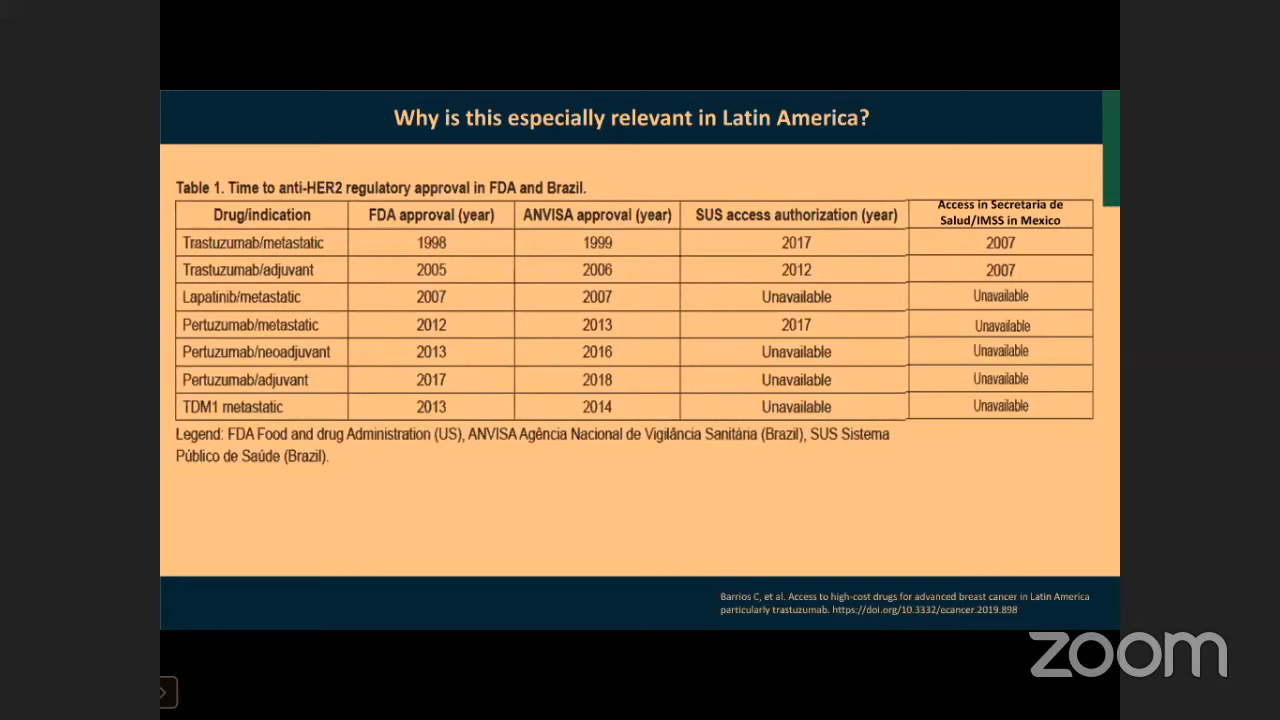 Why is this especially relevant in Latin America?
Table 1. Time to anti-HER2 regulatory approval in FDA and Brazil.
Drug/indication FDA approval (year) ANVISA approval (year) SUS access authorization (year) Access in Secretaria de
Salud/IMSS in Mexico
Trastuzumab/metastatic 1998 1999 2017 2007
Trastuzumab/adjuvant 2005 2006 2012 2007
Lapatinib/metastatic 2007 2007 Unavailable Unavailable
Pertuzumab/metastatic 2012 2013 2017 Unavailable
Pertuzumab/neoadjuvant 2013 2016 Unavailable Unavailable
Pertuzumab/adjuvant 2017 2018 Unavailable Unavailable
TDM1 metastatic 2013 2014 Unavailable Unavailable
Legend: FDA Food and drug Administration (US), ANVISA Agência Nacional de Vigilância Sanitária (Brazil), SUS Sistema
Público de Saúde (Brazil).
Barrios C, et al. Access to high-cost drugs for advanced breast cancer in Latin America
particularly trastuzumab. https://doi.org/10.3332/ecancer.2019.898
zoom